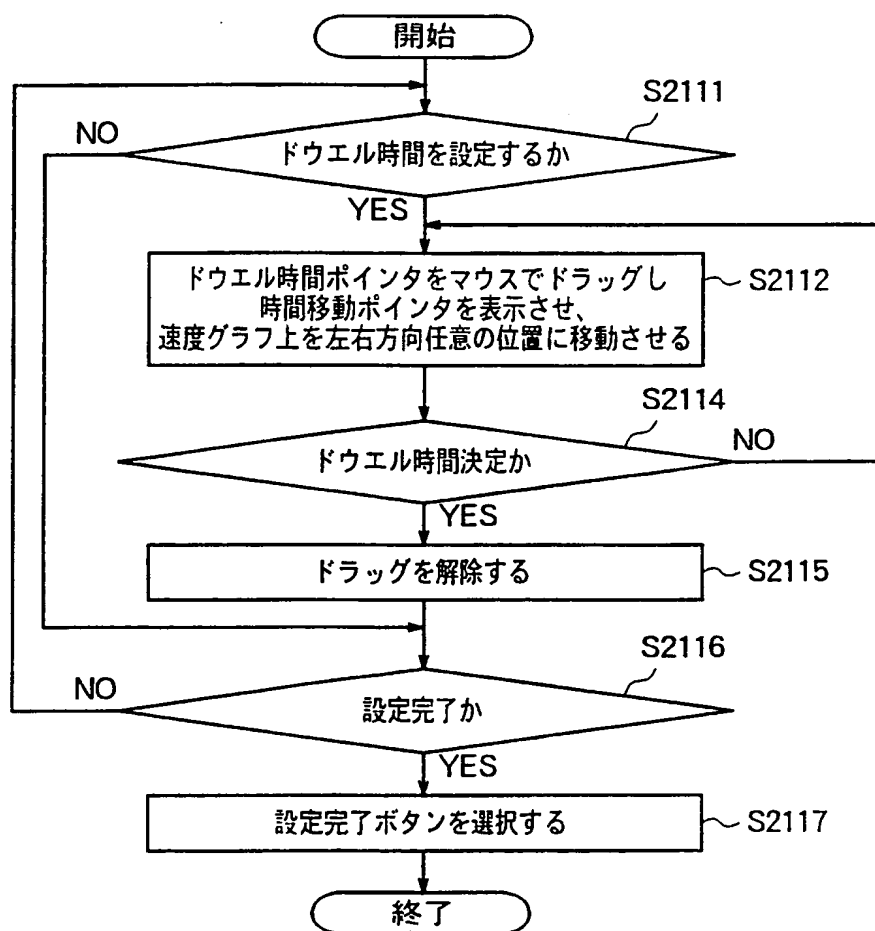 開始
S2111
NO
ドウエル時間を設定するか
YES
ドウエル時間ポインタをマウスでドラッグし
時間移動ポインタを表示させ、
速度グラフ上を左右方向任意の位置に移動させる
S2112
S2114
NO
ドウエル時間決定か
YES
ドラッグを解除する
S2115
S2116
NO
設定完了か
YES
設定完了ボタンを選択する
S2117
終了